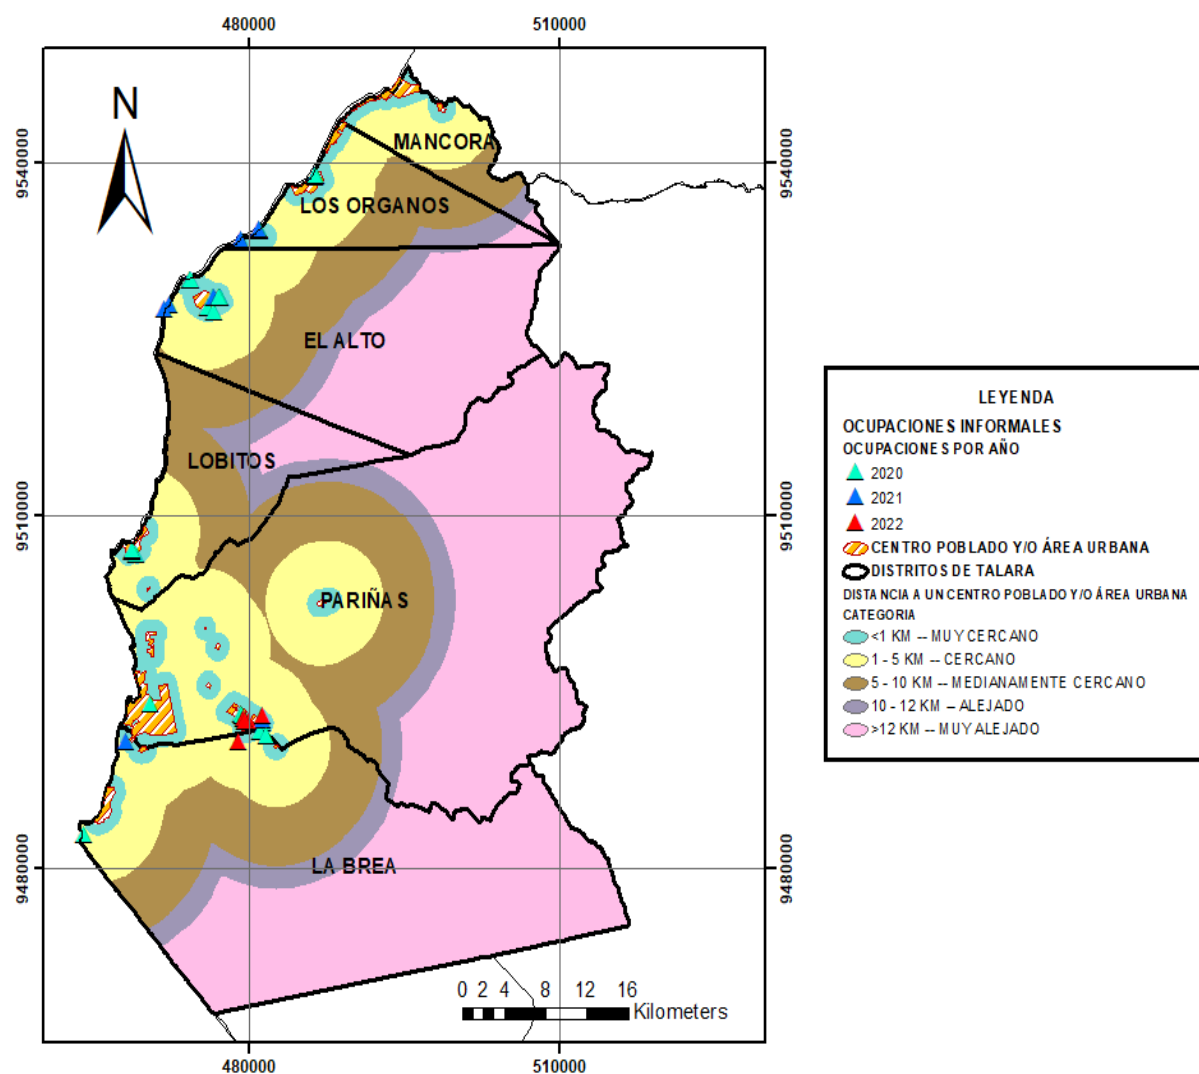 480000
510000
N
9540000
9540000
MANCORA
LOS ORGANOS
EL ALTO
LOBITOS
9510000
9510000
PARIÑAS
9480000
9480000
LA BREA
0 2 4 8 12 16
Kilometers
480000
510000
LEYENDA
OCUPACIONES INFORMALES
OCUPACIONES POR AÑO
2020
2021
2022
CENTRO POBLADO Y/O ÁREA URBANA
DISTRITOS DE TALARA
DISTANCIA A UN CENTRO POBLADO Y/O ÁREA URBANA
CATEGORIA
<1 KM -- MUY CERCANO
1 - 5 KM -- CERCANO
5 - 10 KM -- MEDIANAMENTE CERCANO
10 - 12 KM -- ALEJADO
>12 KM -- MUY ALEJADO